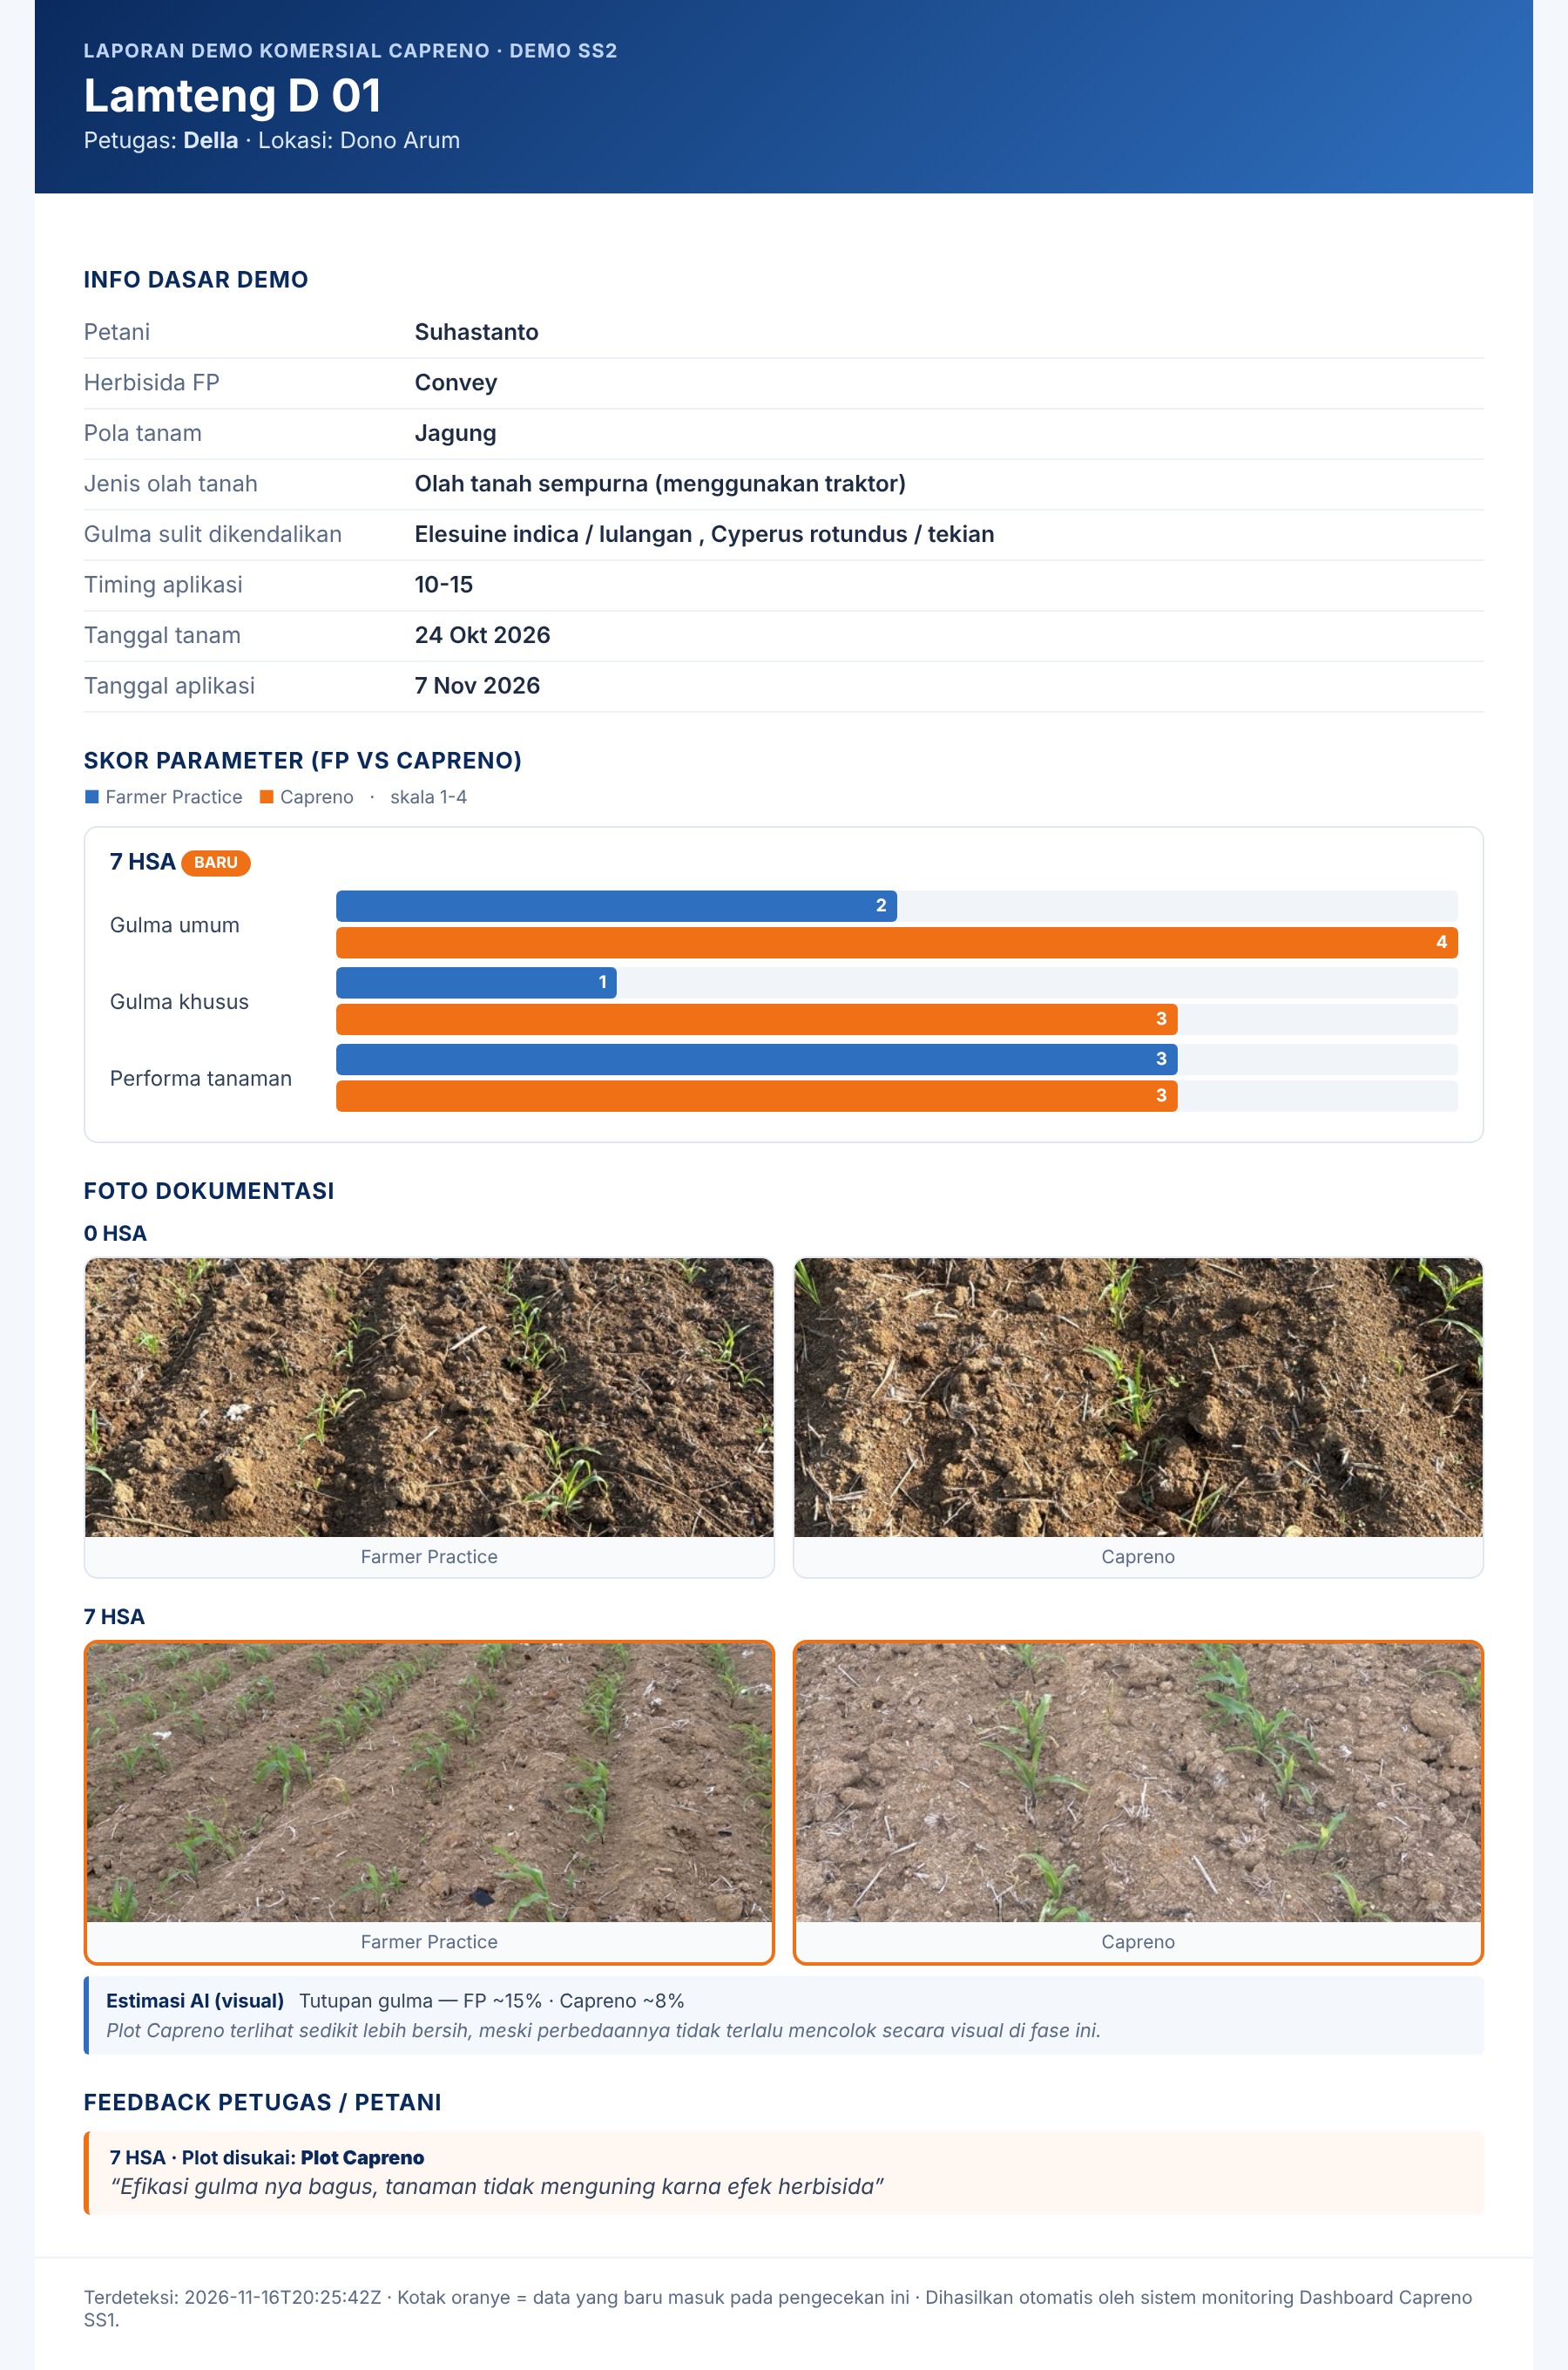 LAPORAN DEMO KOMERSIAL CAPRENO · DEMO SS2
Lamteng D 01
Petugas: Della · Lokasi: Dono Arum
INFO DASAR DEMO
Petani Suhastanto
Herbisida FP Convey
Pola tanam Jagung
Jenis olah tanah Olah tanah sempurna (menggunakan traktor)
Gulma sulit dikendalikan Elesuine indica / lulangan , Cyperus rotundus / tekian
Timing aplikasi 10-15
Tanggal tanam 24 Okt 2026
Tanggal aplikasi 7 Nov 2026
SKOR PARAMETER (FP VS CAPRENO)
Farmer Practice Capreno · skala 1-4
7 HSA BARU
Gulma umum
2
4
Gulma khusus
1
3
Performa tanaman
3
3
FOTO DOKUMENTASI
0 HSA
Farmer Practice
Capreno
7 HSA
Farmer Practice
Capreno
Estimasi AI (visual) Tutupan gulma — FP ~15% · Capreno ~8%
Plot Capreno terlihat sedikit lebih bersih, meski perbedaannya tidak terlalu mencolok secara visual di fase ini.
FEEDBACK PETUGAS / PETANI
7 HSA · Plot disukai: Plot Capreno
“Efikasi gulma nya bagus, tanaman tidak menguning karna efek herbisida”
Terdeteksi: 2026-11-16T20:25:42Z · Kotak oranye = data yang baru masuk pada pengecekan ini · Dihasilkan otomatis oleh sistem monitoring Dashboard Capreno
SS1.